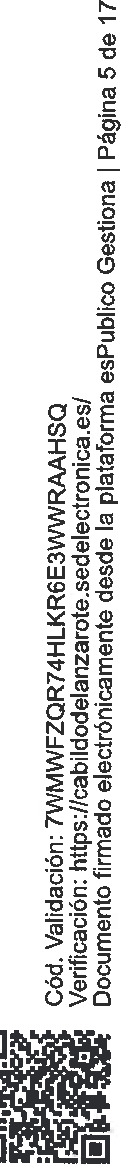 Cód. Validación: 7WMWFZQR74HLKR6E3WWRAAHSQ
Verificación: https://cabildodelanzarote.sedelectronica.es/
Documento firmado electrónicamente desde la plataforma esPublico Gestiona | Página 5 de 17